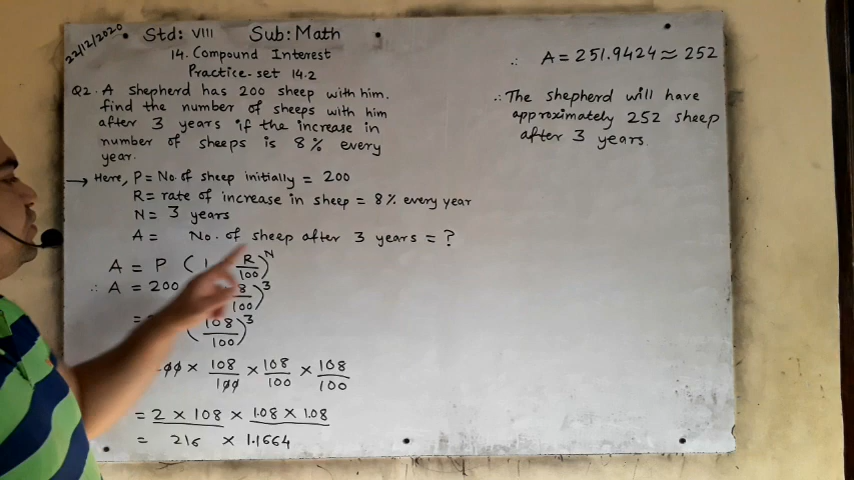 22/12/2020
Std: VIII Sub: Math
14. Compound Interest
Practice-set 14.2
Q2. A shepherd has 200 sheep with him.
find the number of sheeps with him
after 3 years if the increase in
number of sheeps is 8% every
year.
→ Here, P = No. of sheep initially = 200
R = rate of increase in sheep = 8% every year
N = 3 years
A = No. of sheep after 3 years = ?
A = P ( R/100)^N
∴ A = 200 8/100)^3
= (108/100)^3
00 × 108/100 × 108/100 × 108/100
= 2 × 108 × 1.08 × 1.08
= 216 × 1.1664
∴ A = 251.9424 ≈ 252
∴ The shepherd will have
approximately 252 sheep
after 3 years.